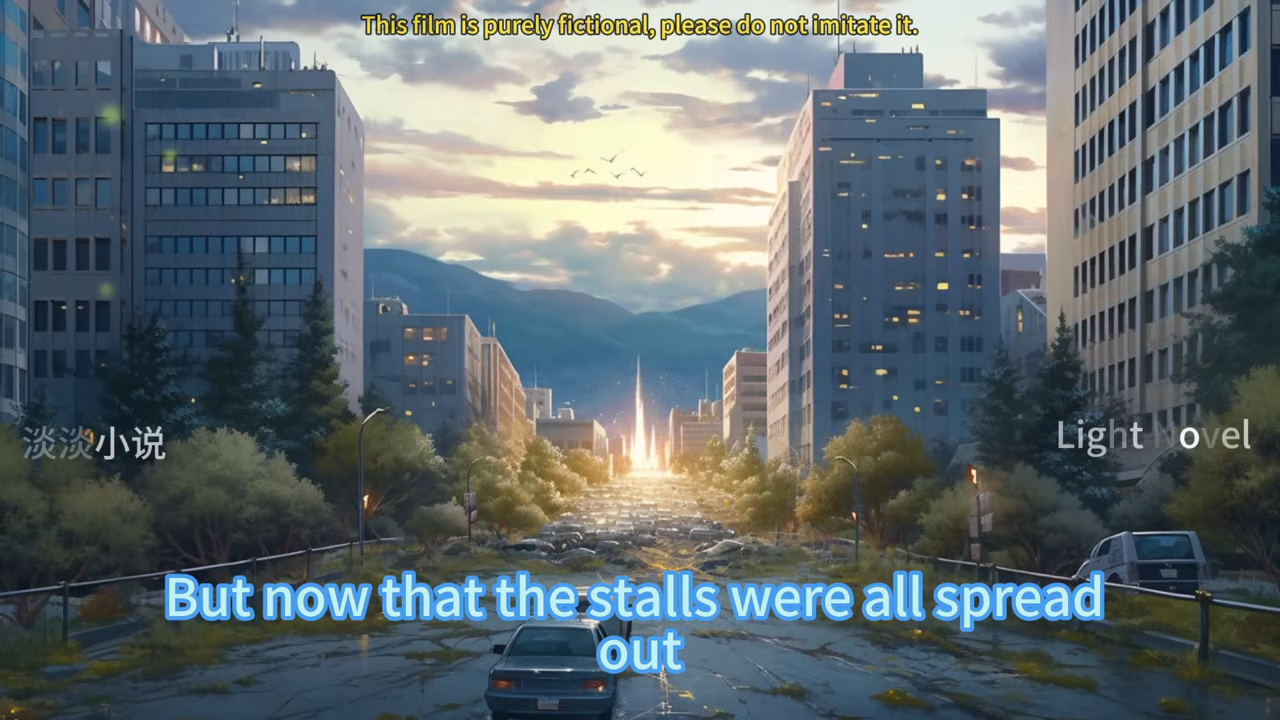 This film is purely fictional, please do not imitate it.
淡淡小说
Light Novel
But now that the stalls were all spread
out